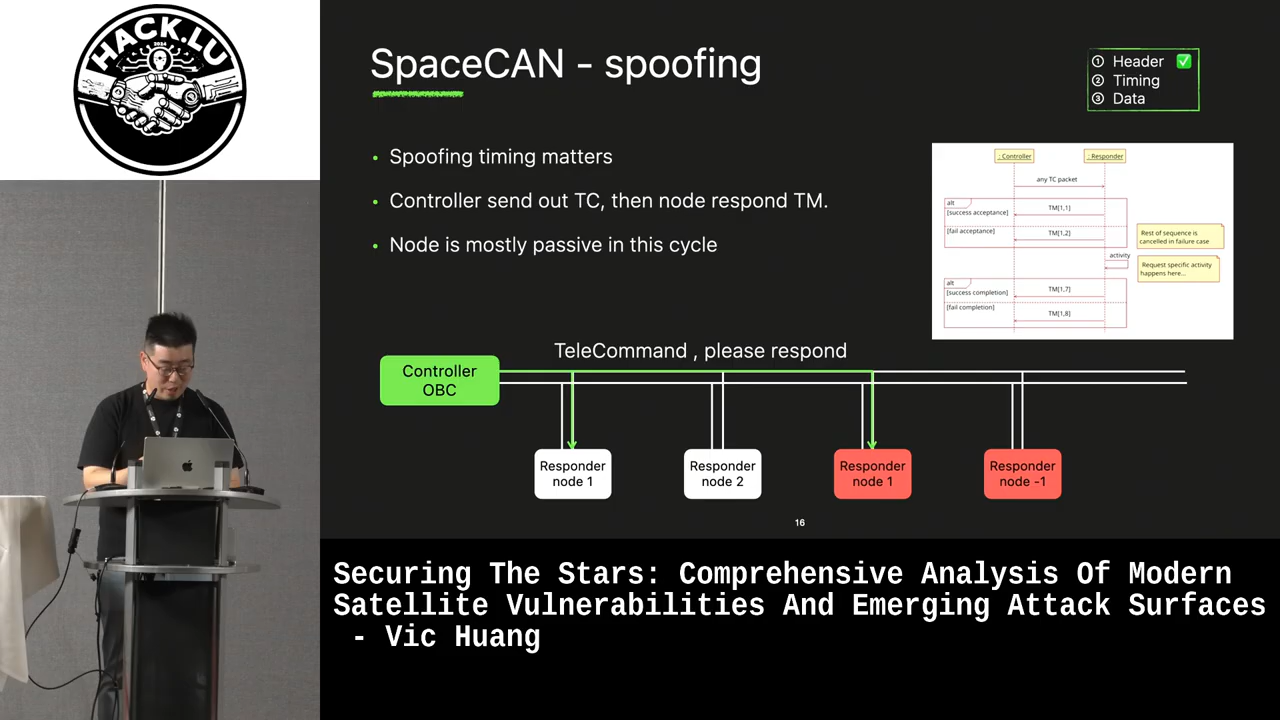 HACK.LU
2024
SpaceCAN - spoofing
① Header ✅
② Timing
③ Data
• Spoofing timing matters
• Controller send out TC, then node respond TM.
• Node is mostly passive in this cycle
: Controller
: Responder
any TC packet
alt
[success acceptance]
TM[1,1]
[fail acceptance]
TM[1,2]
Rest of sequence is
cancelled in failure case
activity
Request specific activity
happens here...
alt
[success completion]
TM[1,7]
[fail completion]
TM[1,8]
TeleCommand , please respond
Controller
OBC
Responder
node 1
Responder
node 2
Responder
node 1
Responder
node -1
16
Securing The Stars: Comprehensive Analysis Of Modern
Satellite Vulnerabilities And Emerging Attack Surfaces
- Vic Huang